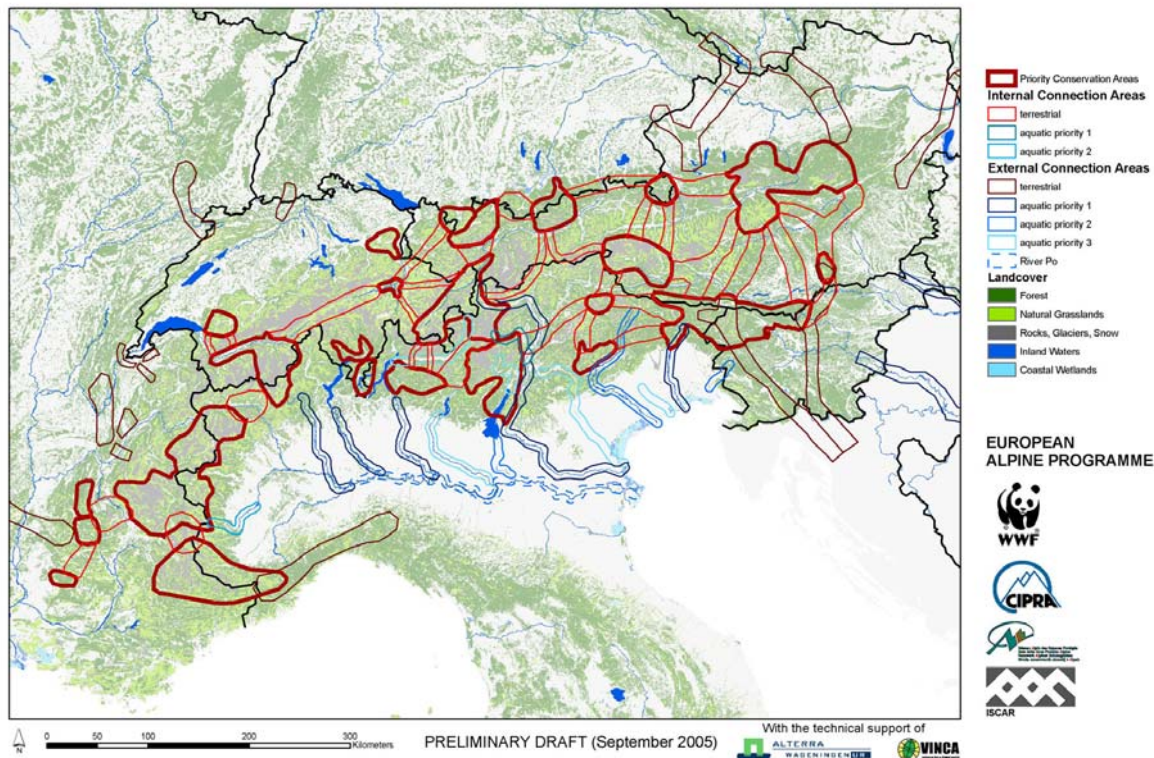 Priority Conservation Areas
Internal Connection Areas
terrestrial
aquatic priority 1
aquatic priority 2
External Connection Areas
terrestrial
aquatic priority 1
aquatic priority 2
aquatic priority 3
River Po
Landcover
Forest
Natural Grasslands
Rocks, Glaciers, Snow
Inland Waters
Coastal Wetlands
EUROPEAN
ALPINE PROGRAMME
WWF
CIPRA
ISCAR
N
0 50 100 200 300
Kilometers
PRELIMINARY DRAFT (September 2005)
With the technical support of
ALTERRA
WAGENINGEN UR
VINCA